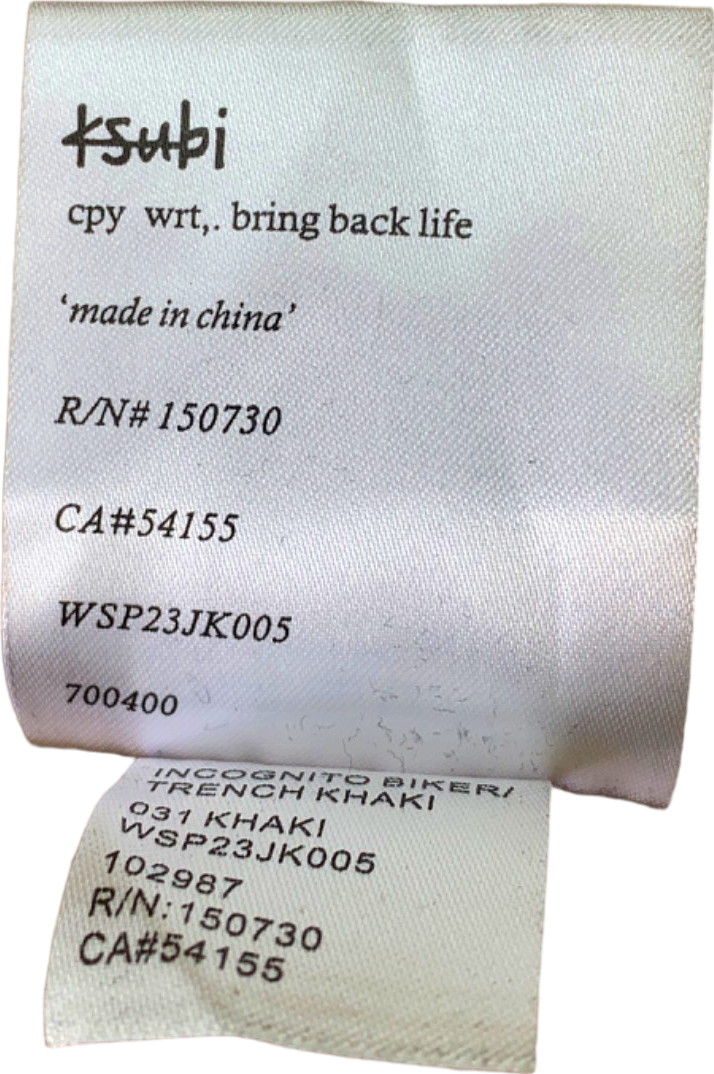 ksubi
cpy wrt,. bring back life
‘made in china’
R/N# 150730
CA#54155
WSP23JK005
700400
INCOGNITO BIKER/
TRENCH KHAKI
031 KHAKI
WSP23JK005
102987
R/N:150730
CA#54155